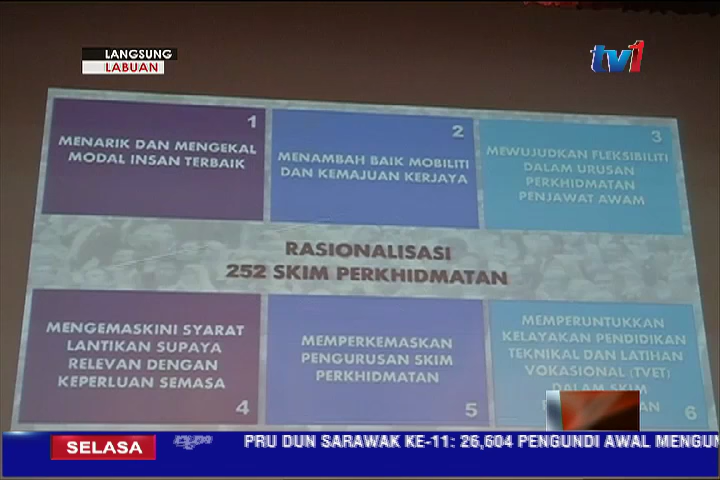 LANGSUNG
LABUAN
tv1
1
MENARIK DAN MENGEKAL
MODAL INSAN TERBAIK
2
MENAMBAH BAIK MOBILITI
DAN KEMAJUAN KERJAYA
3
MEWUJUDKAN FLEKSIBILITI
DALAM URUSAN
PERKHIDMATAN
PENJAWAT AWAM
RASIONALISASI
252 SKIM PERKHIDMATAN
MENGEMASKINI SYARAT
LANTIKAN SUPAYA
RELEVAN DENGAN
KEPERLUAN SEMASA
4
MEMPERKEMASKAN
PENGURUSAN SKIM
PERKHIDMATAN
5
MEMPERUNTUKKAN
KELAYAKAN PENDIDIKAN
TEKNIKAL DAN LATIHAN
VOKASIONAL (TVET)
DALAM SKIM
6
SELASA
PRU DUN SARAWAK KE-11: 26,604 PENGUNDI AWAL